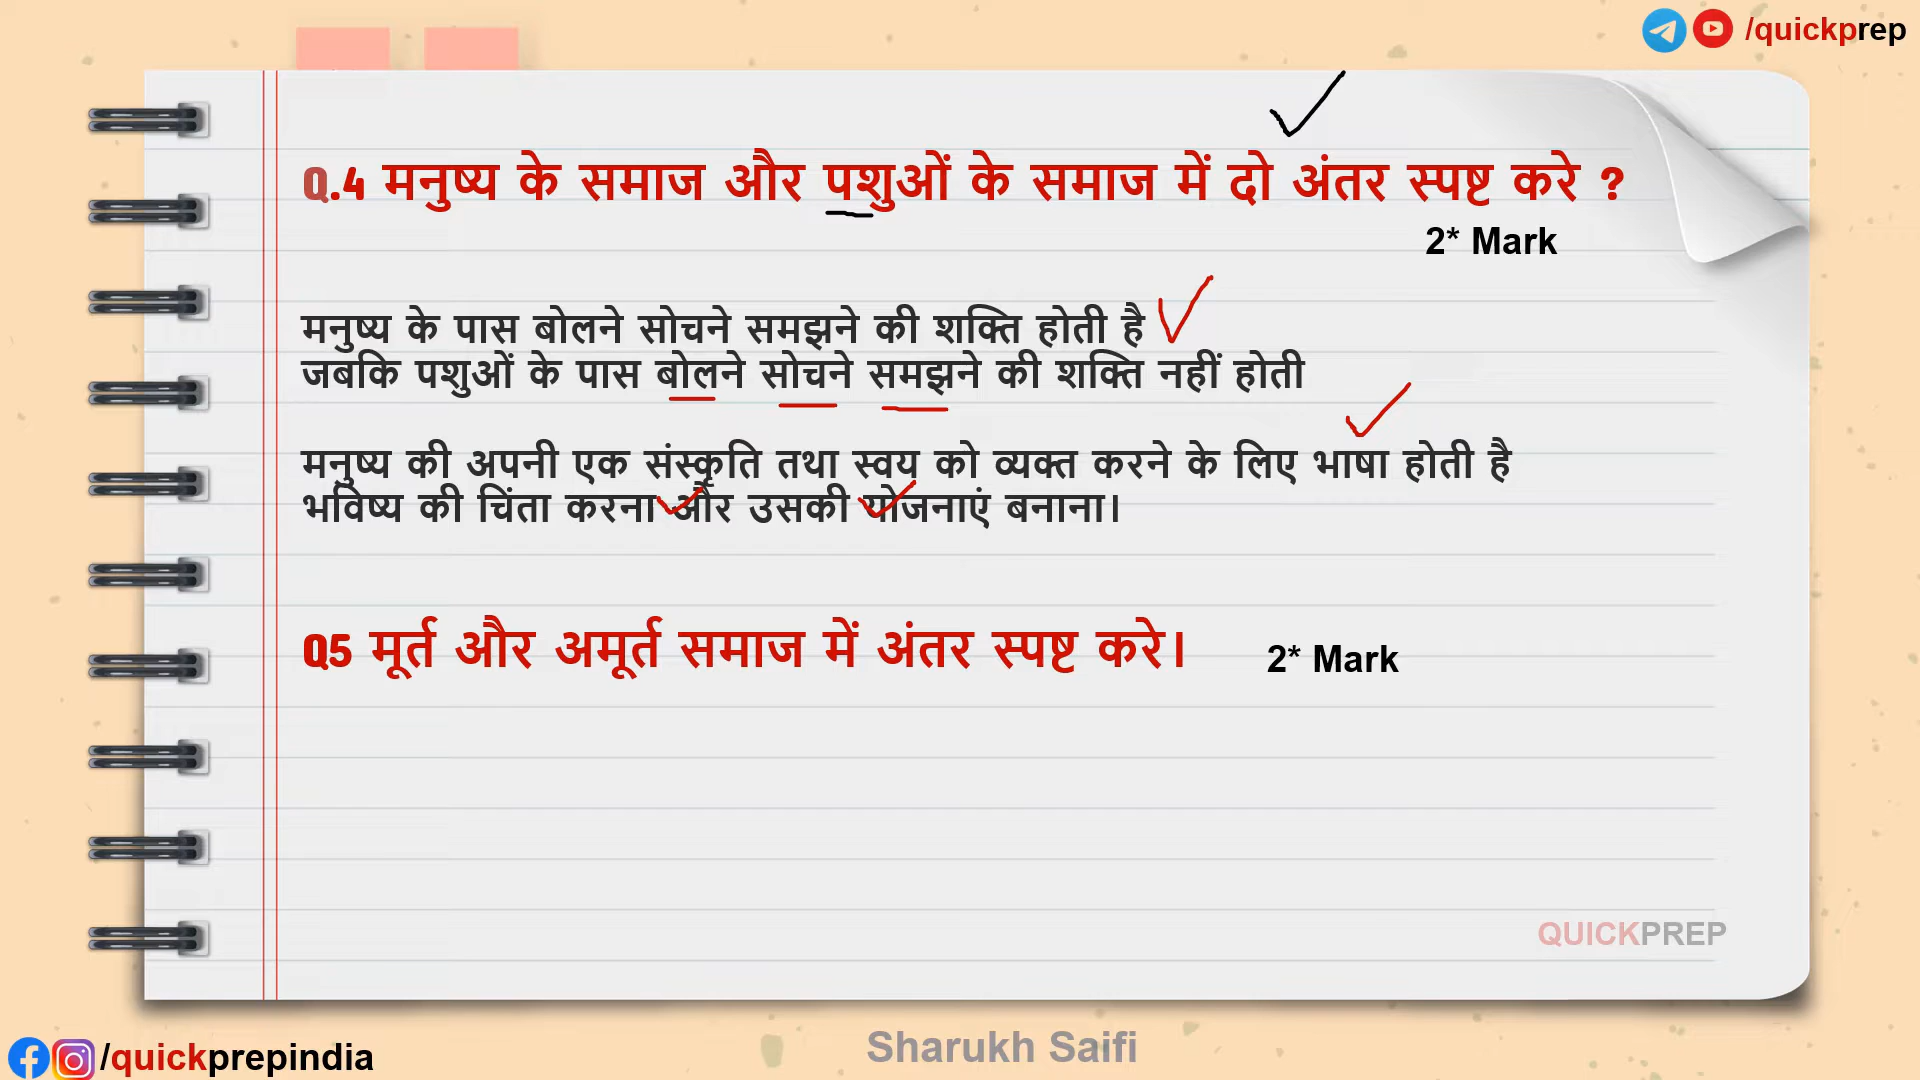 /quickprep
Q.4 मनुष्य के समाज और पशुओं के समाज में दो अंतर स्पष्ट करे ?
2* Mark
मनुष्य के पास बोलने सोचने समझने की शक्ति होती है
जबकि पशुओं के पास बोलने सोचने समझने की शक्ति नहीं होती
मनुष्य की अपनी एक संस्कृति तथा स्वय को व्यक्त करने के लिए भाषा होती है
भविष्य की चिंता करना और उसकी योजनाएं बनाना।
Q5 मूर्त और अमूर्त समाज में अंतर स्पष्ट करे।
2* Mark
QUICKPREP
Sharukh Saifi
/quickprepindia